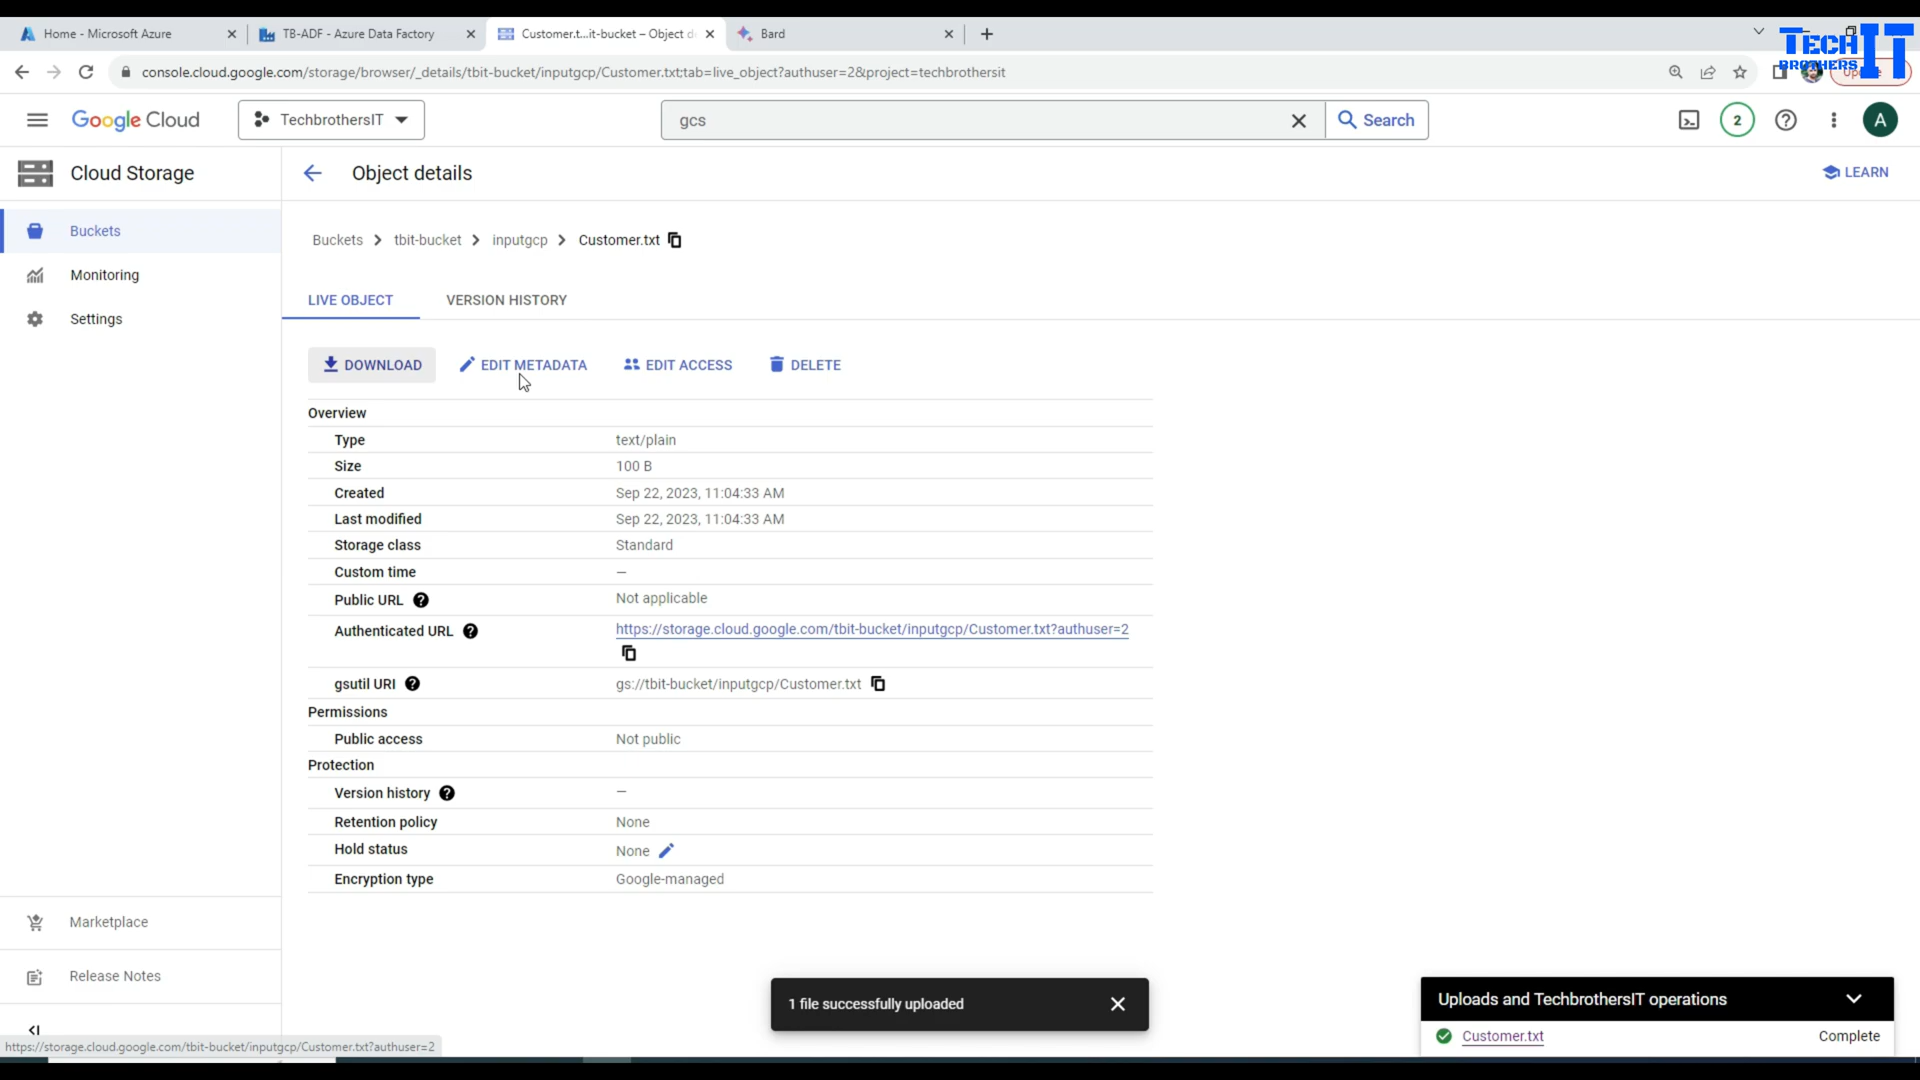 Home - Microsoft Azure
TB-ADF - Azure Data Factory
Customer.t...it-bucket – Object d
Bard
TECH BROTHERS IT
console.cloud.google.com/storage/browser/_details/tbit-bucket/inputgcp/Customer.txt;tab=live_object?authuser=2&project=techbrothersit
Google Cloud
TechbrothersIT
gcs
Search
2
A
Cloud Storage
Object details
LEARN
Buckets
Monitoring
Settings
Buckets > tbit-bucket > inputgcp > Customer.txt
LIVE OBJECT
VERSION HISTORY
DOWNLOAD
EDIT METADATA
EDIT ACCESS
DELETE
Overview
Type text/plain
Size 100 B
Created Sep 22, 2023, 11:04:33 AM
Last modified Sep 22, 2023, 11:04:33 AM
Storage class Standard
Custom time —
Public URL Not applicable
Authenticated URL https://storage.cloud.google.com/tbit-bucket/inputgcp/Customer.txt?authuser=2
gsutil URI gs://tbit-bucket/inputgcp/Customer.txt
Permissions
Public access Not public
Protection
Version history —
Retention policy None
Hold status None
Encryption type Google-managed
Marketplace
Release Notes
1 file successfully uploaded
Uploads and TechbrothersIT operations
Customer.txt Complete
https://storage.cloud.google.com/tbit-bucket/inputgcp/Customer.txt?authuser=2